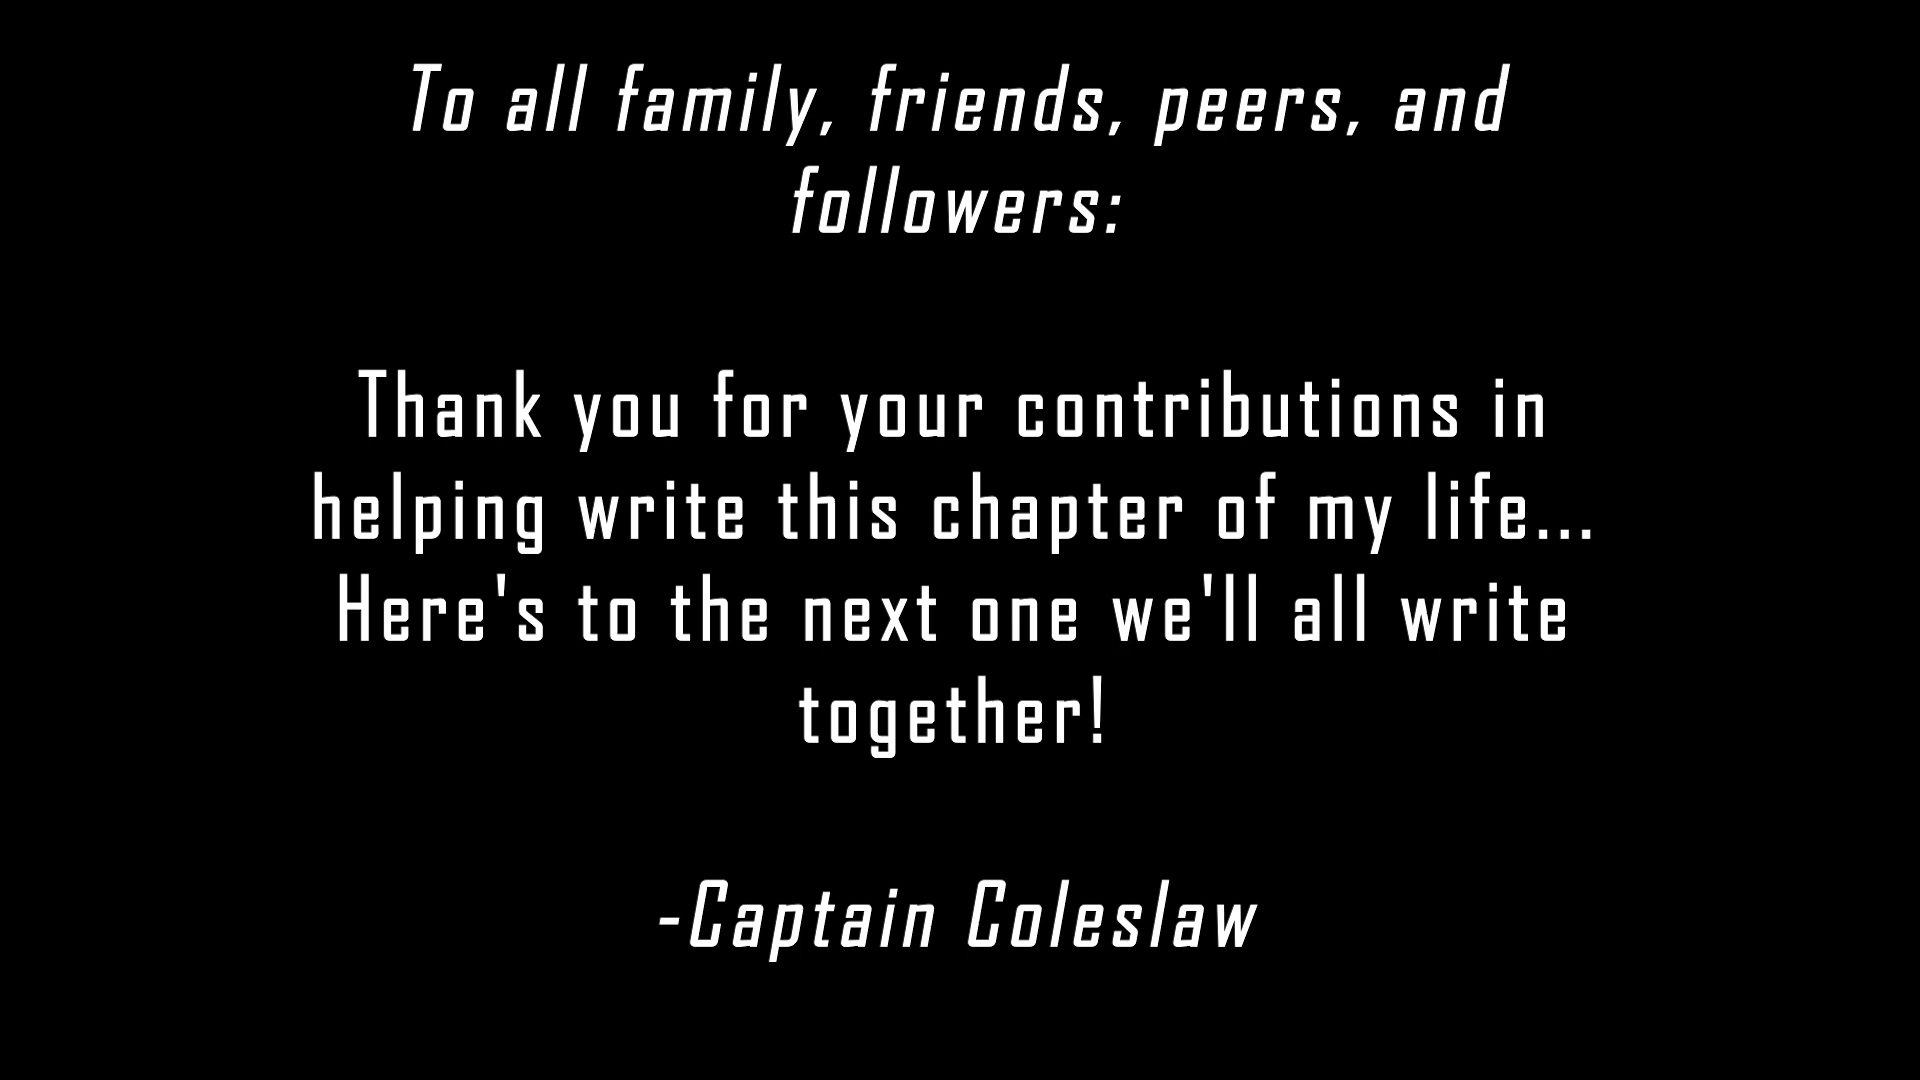 To all family, friends, peers, and
followers:
Thank you for your contributions in
helping write this chapter of my life...
Here's to the next one we'll all write
together!
-Captain Coleslaw